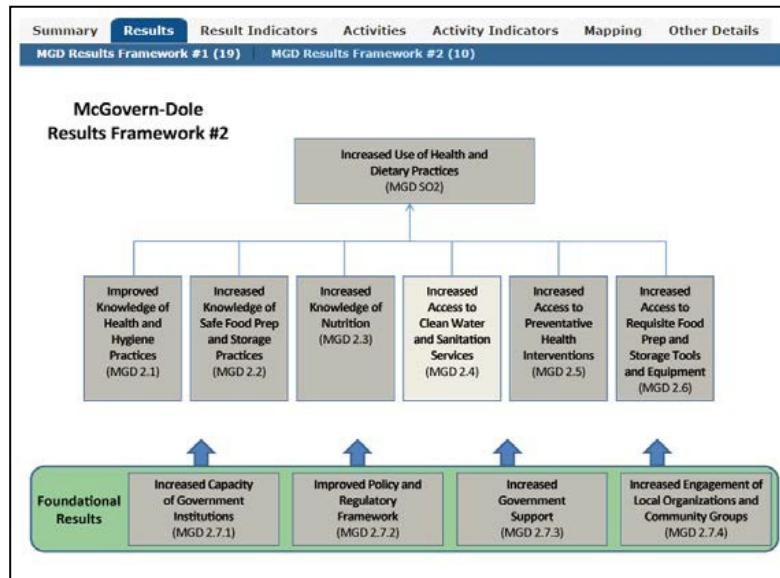 Summary Results Result Indicators Activities Activity Indicators Mapping Other Details
MGD Results Framework #1 (19) MGD Results Framework #2 (10)
McGovern-Dole
Results Framework #2
Increased Use of Health and
Dietary Practices
(MGD SO2)
Improved
Knowledge of
Health and
Hygiene
Practices
(MGD 2.1)
Increased
Knowledge of
Safe Food Prep
and Storage
Practices
(MGD 2.2)
Increased
Knowledge of
Nutrition
(MGD 2.3)
Increased
Access to
Clean Water
and Sanitation
Services
(MGD 2.4)
Increased
Access to
Preventative
Health
Interventions
(MGD 2.5)
Increased
Access to
Requisite Food
Prep and
Storage Tools
and Equipment
(MGD 2.6)
Foundational
Results
Increased Capacity
of Government
Institutions
(MGD 2.7.1)
Improved Policy and
Regulatory
Framework
(MGD 2.7.2)
Increased
Government
Support
(MGD 2.7.3)
Increased Engagement of
Local Organizations and
Community Groups
(MGD 2.7.4)